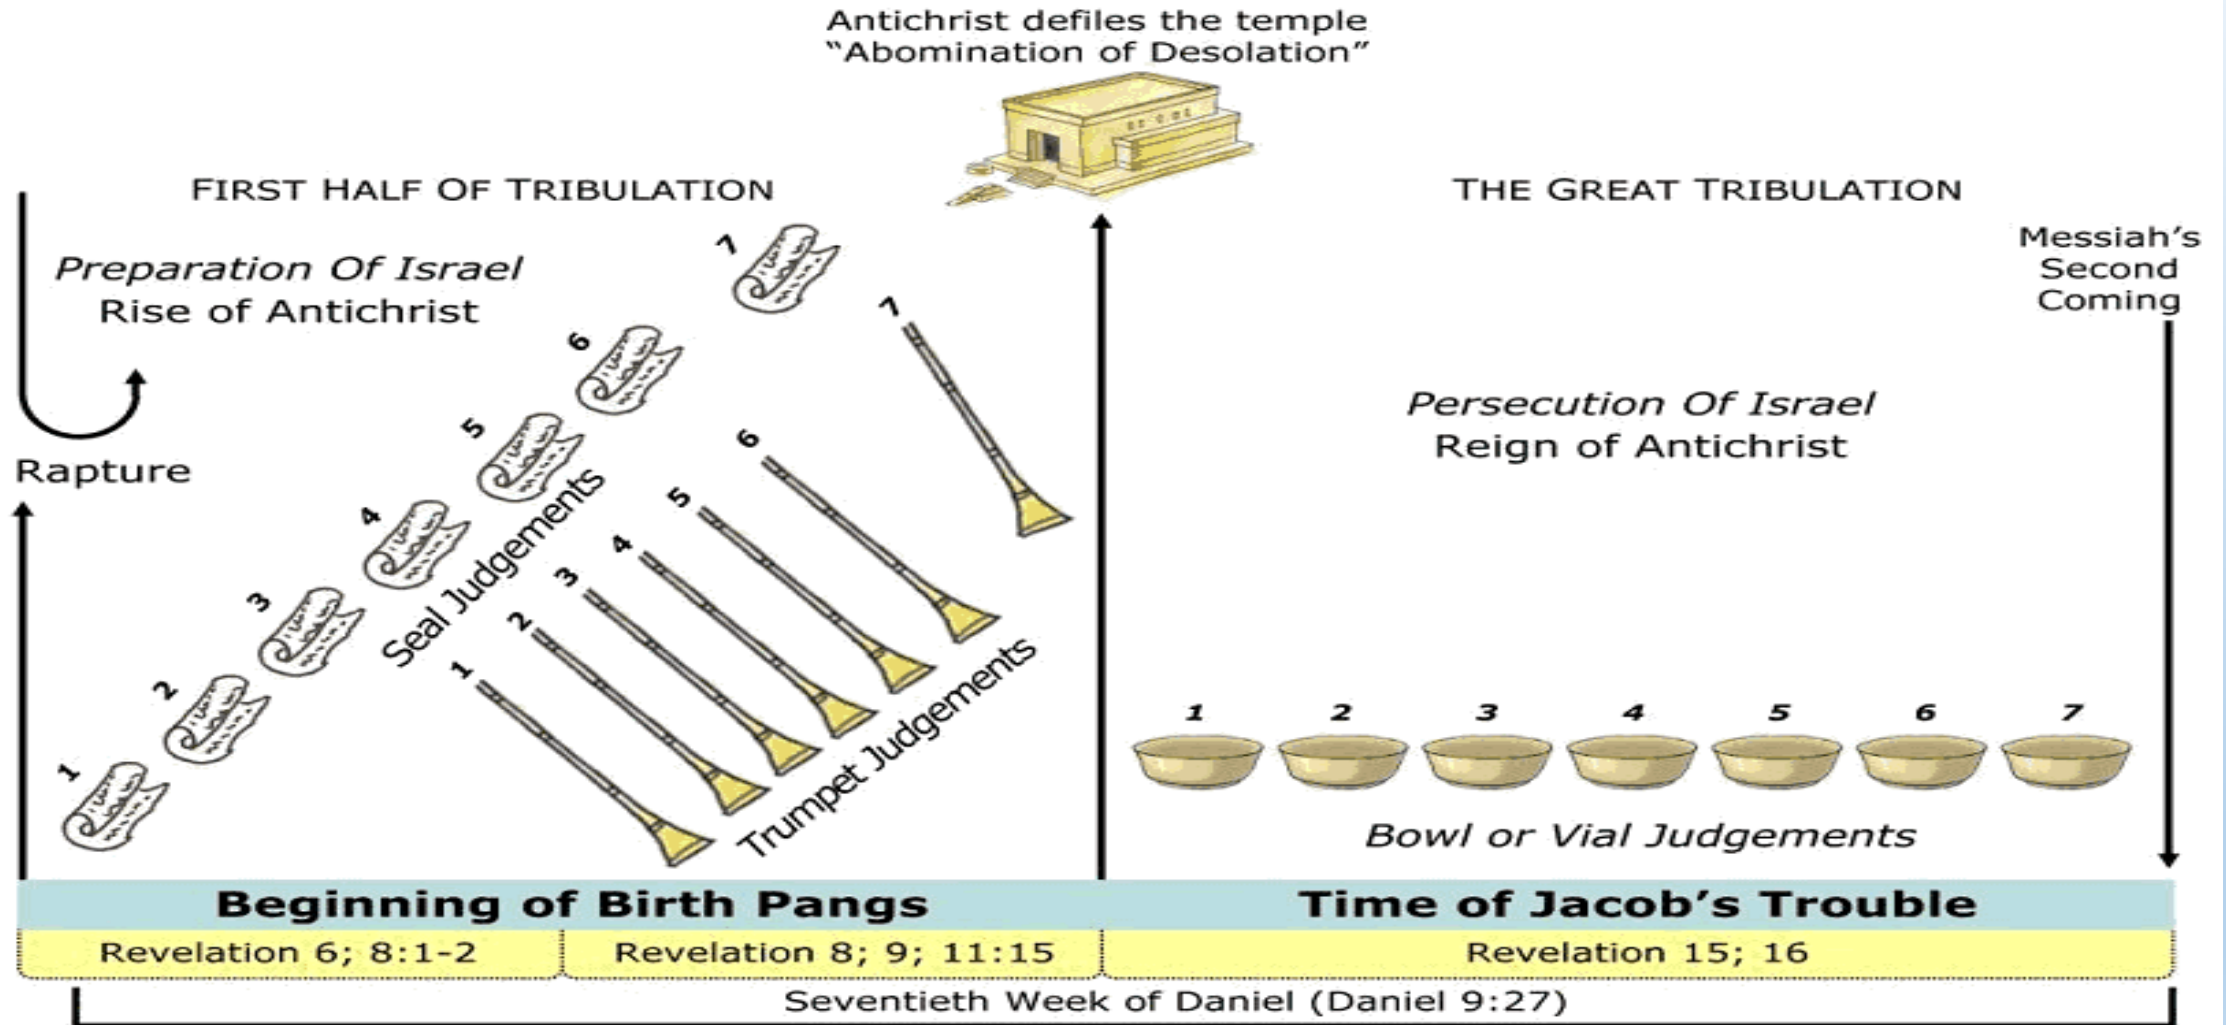 Antichrist defiles the temple
“Abomination of Desolation”
FIRST HALF OF TRIBULATION
THE GREAT TRIBULATION
Preparation Of Israel
Rise of Antichrist
Messiah’s
Second
Coming
Rapture
Persecution Of Israel
Reign of Antichrist
1
2
3
4
5
6
7
Seal Judgements
1
2
3
4
5
6
7
Trumpet Judgements
1 2 3 4 5 6 7
Bowl or Vial Judgements
Beginning of Birth Pangs
Time of Jacob’s Trouble
Revelation 6; 8:1-2
Revelation 8; 9; 11:15
Revelation 15; 16
Seventieth Week of Daniel (Daniel 9:27)